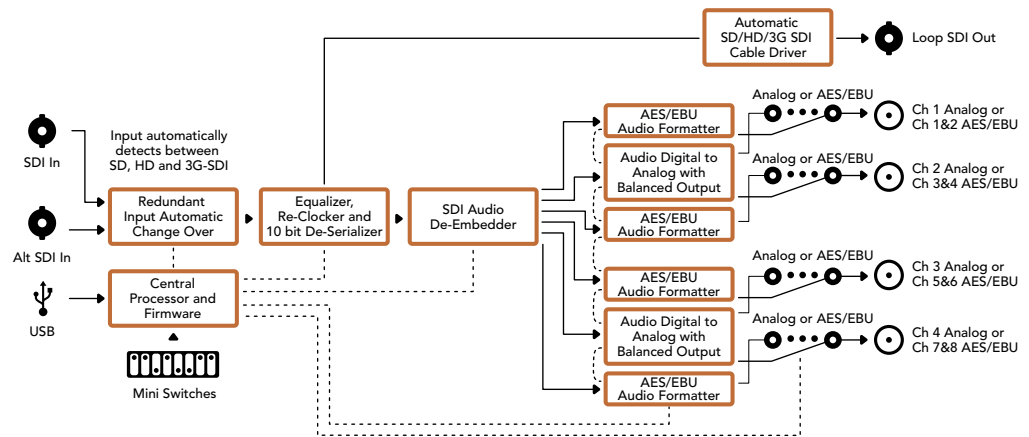 Automatic
SD/HD/3G SDI
Cable Driver
Loop SDI Out
SDI In
Input automatically
detects between
SD, HD and 3G-SDI
Alt SDI In
Redundant
Input Automatic
Change Over
Equalizer,
Re-Clocker and
10 bit De-Serializer
SDI Audio
De-Embedder
USB
Central
Processor and
Firmware
Mini Switches
AES/EBU
Audio Formatter
Audio Digital to
Analog with
Balanced Output
AES/EBU
Audio Formatter
AES/EBU
Audio Formatter
Audio Digital to
Analog with
Balanced Output
AES/EBU
Audio Formatter
Analog or AES/EBU
Ch 1 Analog or
Ch 1&2 AES/EBU
Analog or AES/EBU
Ch 2 Analog or
Ch 3&4 AES/EBU
Analog or AES/EBU
Ch 3 Analog or
Ch 5&6 AES/EBU
Analog or AES/EBU
Ch 4 Analog or
Ch 7&8 AES/EBU